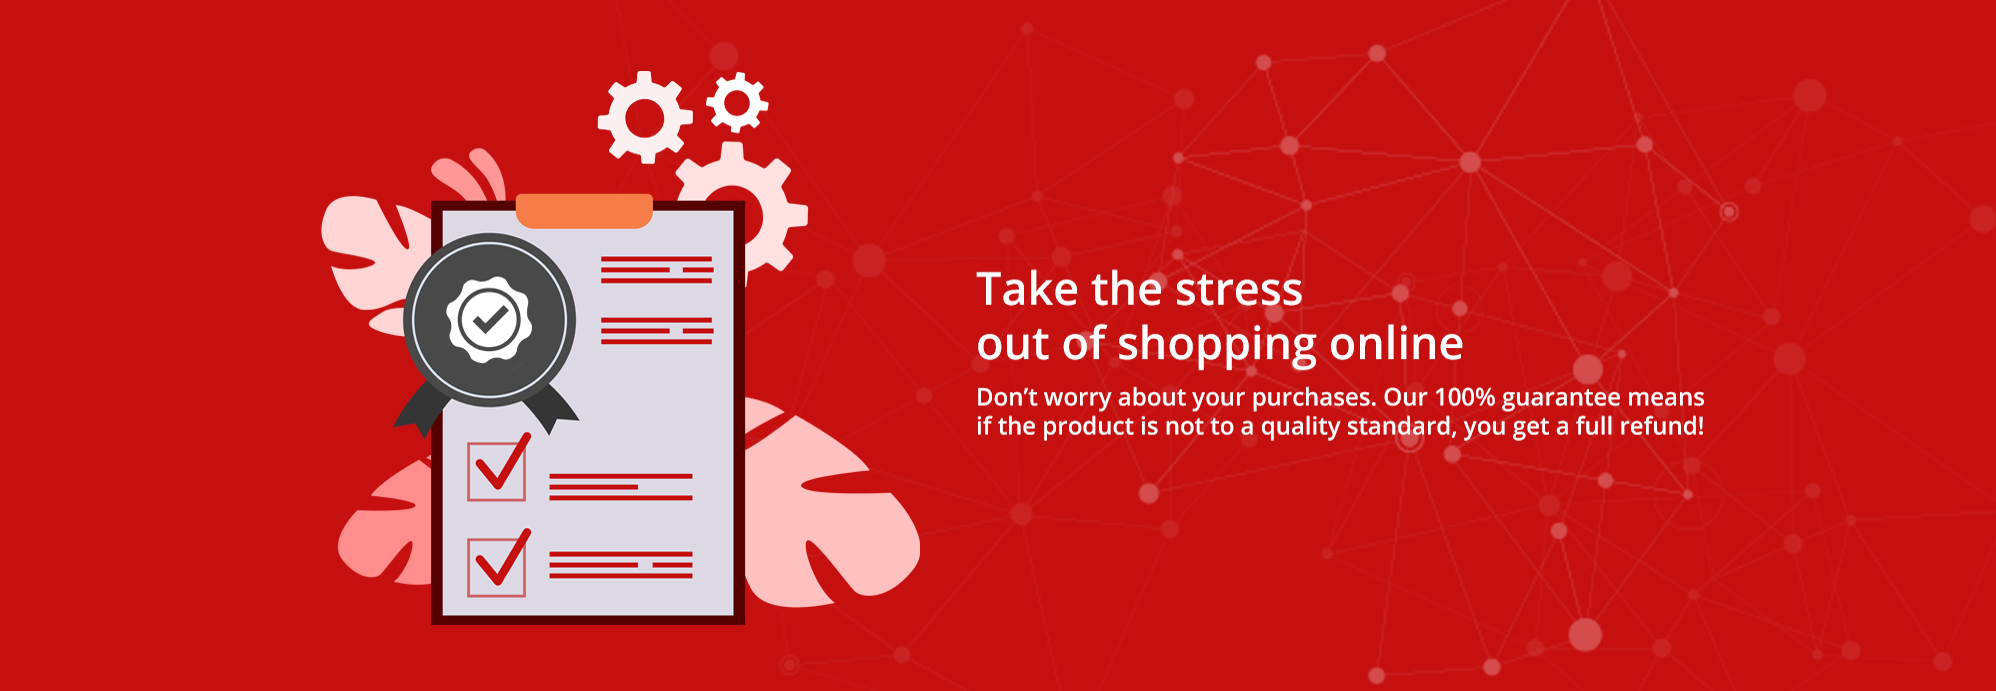 Take the stress
out of shopping online
Don’t worry about your purchases. Our 100% guarantee means
if the product is not to a quality standard, you get a full refund!